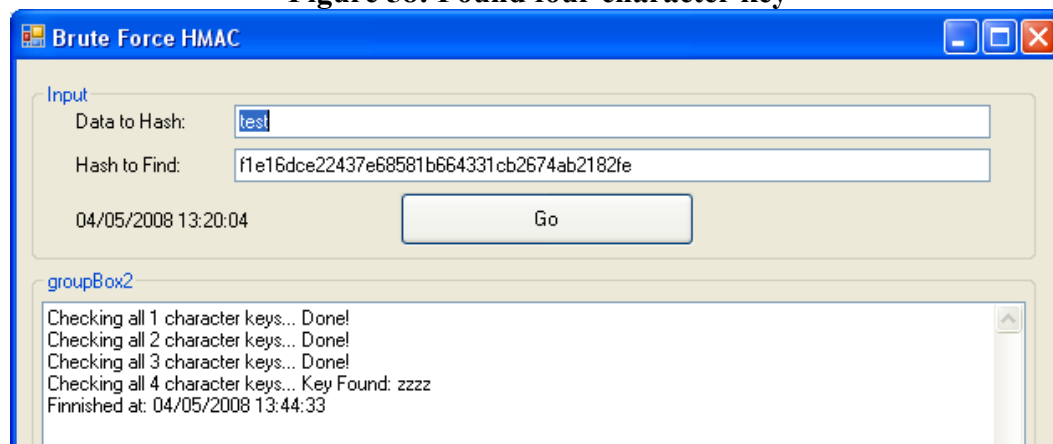 Figure 38: Found four character key
Brute Force HMAC
Input
Data to Hash: test
Hash to Find: f1e16dce22437e68581b664331cb2674ab2182fe
04/05/2008 13:20:04 Go
groupBox2
Checking all 1 character keys... Done!
Checking all 2 character keys... Done!
Checking all 3 character keys... Done!
Checking all 4 character keys... Key Found: zzzz
Finnished at: 04/05/2008 13:44:33